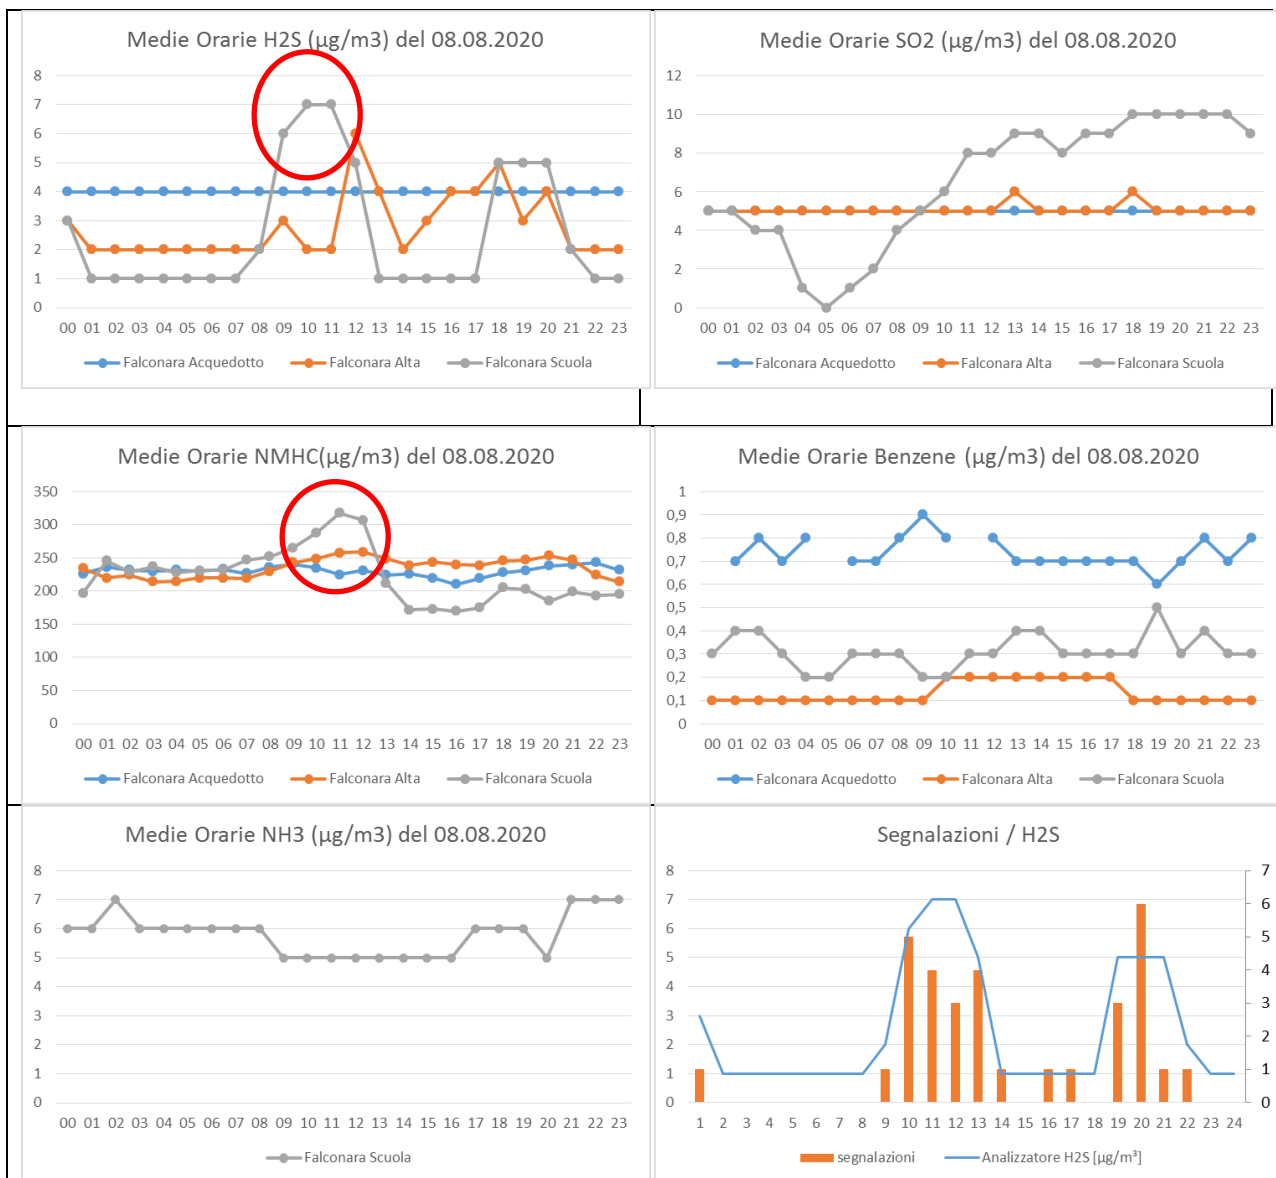 Medie Orarie H2S (µg/m3) del 08.08.2020
8
7
6
5
4
3
2
1
0
00 01 02 03 04 05 06 07 08 09 10 11 12 13 14 15 16 17 18 19 20 21 22 23
Falconara Acquedotto Falconara Alta Falconara Scuola
Medie Orarie SO2 (µg/m3) del 08.08.2020
12
10
8
6
4
2
0
00 01 02 03 04 05 06 07 08 09 10 11 12 13 14 15 16 17 18 19 20 21 22 23
Falconara Acquedotto Falconara Alta Falconara Scuola
Medie Orarie NMHC(µg/m3) del 08.08.2020
350
300
250
200
150
100
50
0
00 01 02 03 04 05 06 07 08 09 10 11 12 13 14 15 16 17 18 19 20 21 22 23
Falconara Acquedotto Falconara Alta Falconara Scuola
Medie Orarie Benzene (µg/m3) del 08.08.2020
1
0,9
0,8
0,7
0,6
0,5
0,4
0,3
0,2
0,1
0
00 01 02 03 04 05 06 07 08 09 10 11 12 13 14 15 16 17 18 19 20 21 22 23
Falconara Acquedotto Falconara Alta Falconara Scuola
Medie Orarie NH3 (µg/m3) del 08.08.2020
8
7
6
5
4
3
2
1
0
00 01 02 03 04 05 06 07 08 09 10 11 12 13 14 15 16 17 18 19 20 21 22 23
Falconara Scuola
Segnalazioni / H2S
8 7
7 6
6 5
5 4
4 3
3 2
2 1
1 0
0
1 2 3 4 5 6 7 8 9 10 11 12 13 14 15 16 17 18 19 20 21 22 23 24
segnalazioni Analizzatore H2S [µg/m³]